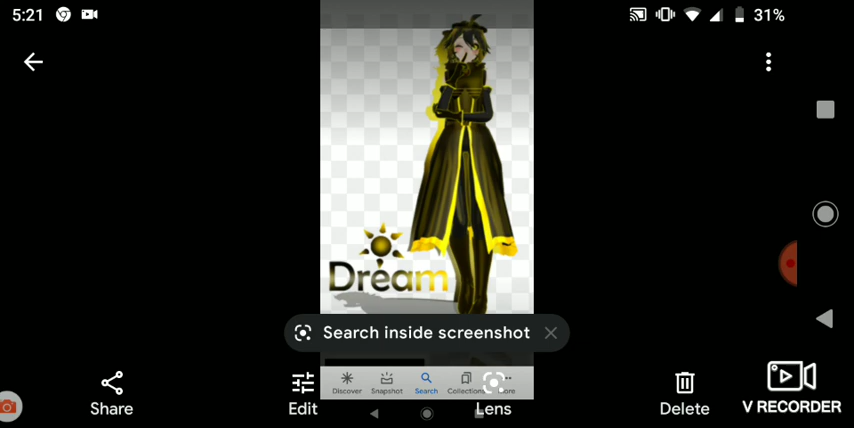 5:21
31%
Dream
Search inside screenshot
Discover Snapshot Search Collections
Share Edit Lens Delete V RECORDER